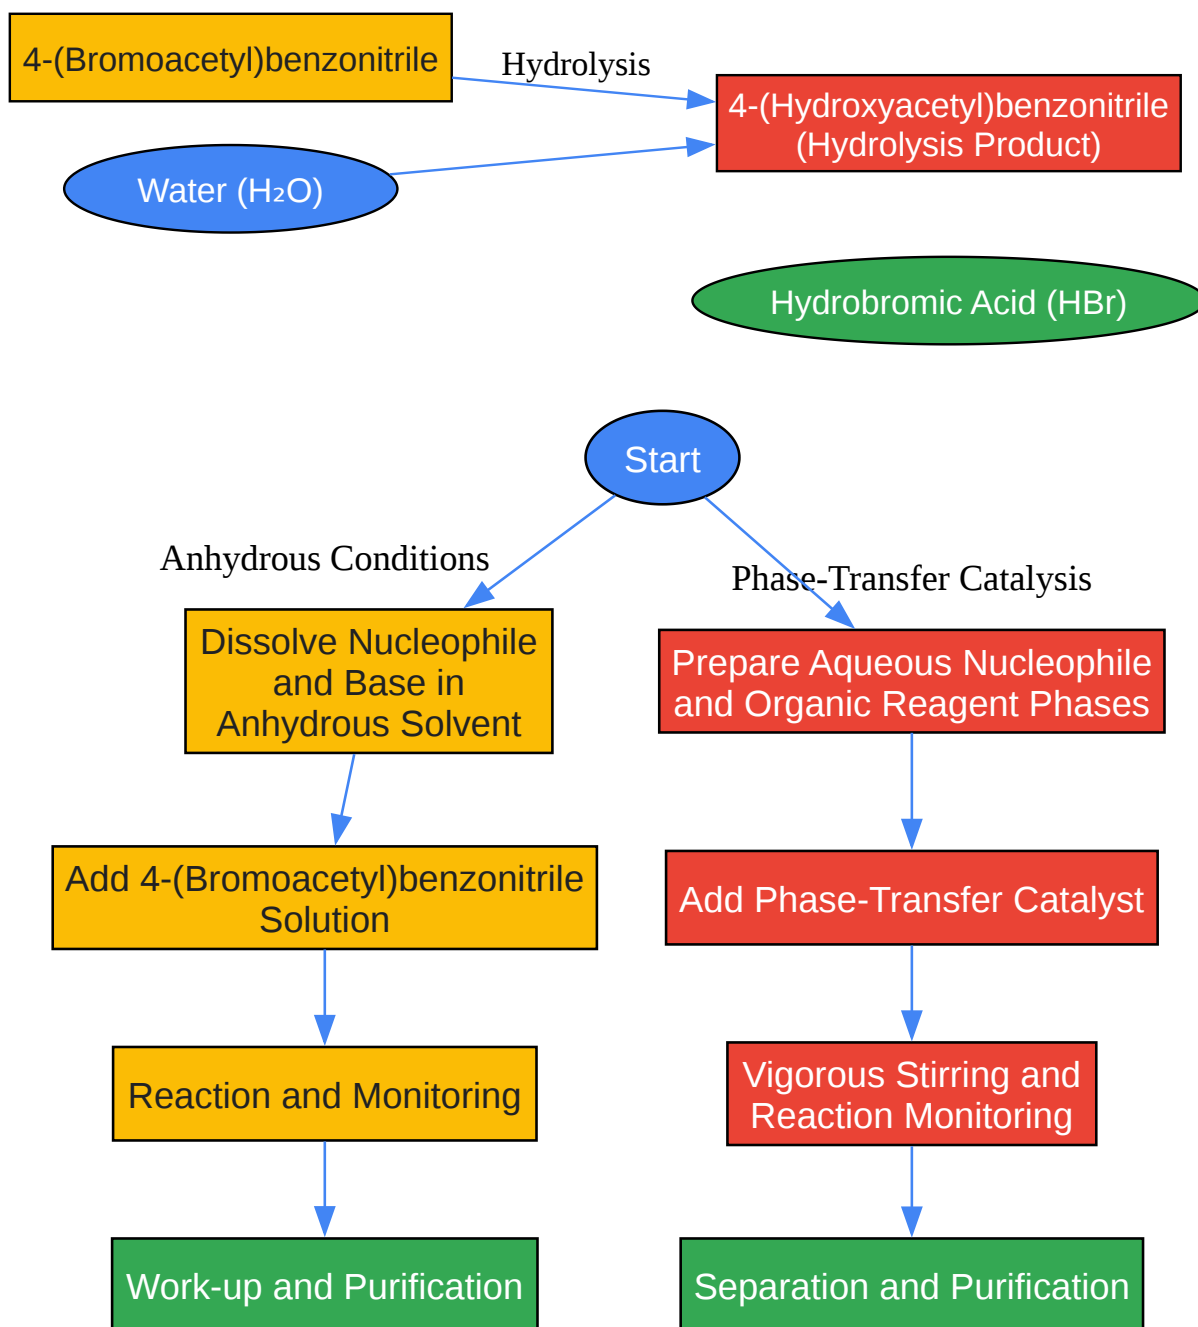 4-(Bromoacetyl)benzonitrile
Hydrolysis
4-(Hydroxyacetyl)benzonitrile
(Hydrolysis Product)
Water (H₂O)
Hydrobromic Acid (HBr)
Start
Anhydrous Conditions
Phase-Transfer Catalysis
Dissolve Nucleophile
and Base in
Anhydrous Solvent
Prepare Aqueous Nucleophile
and Organic Reagent Phases
Add 4-(Bromoacetyl)benzonitrile
Solution
Add Phase-Transfer Catalyst
Reaction and Monitoring
Vigorous Stirring and
Reaction Monitoring
Work-up and Purification
Separation and Purification